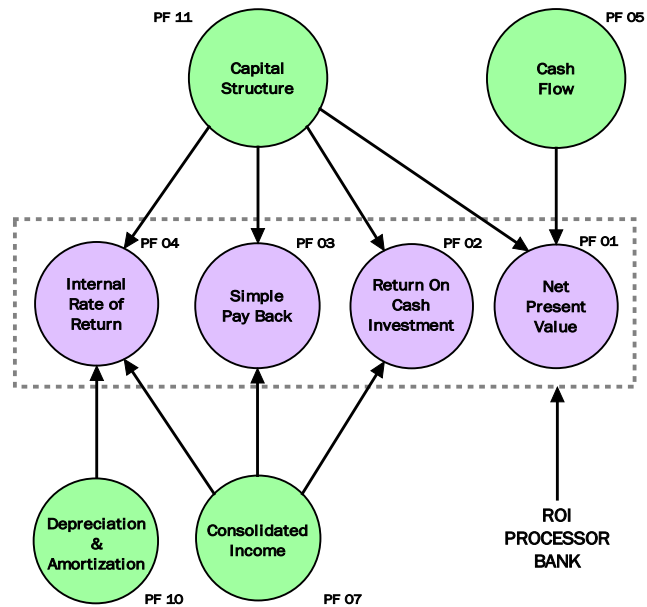 PF 11
PF 05
Capital
Structure
Cash
Flow
PF 04
PF 03
PF 02
PF 01
Internal
Rate of
Return
Simple
Pay Back
Return On
Cash
Investment
Net
Present
Value
Depreciation
&
Amortization
Consolidated
Income
ROI
PROCESSOR
BANK
PF 10
PF 07